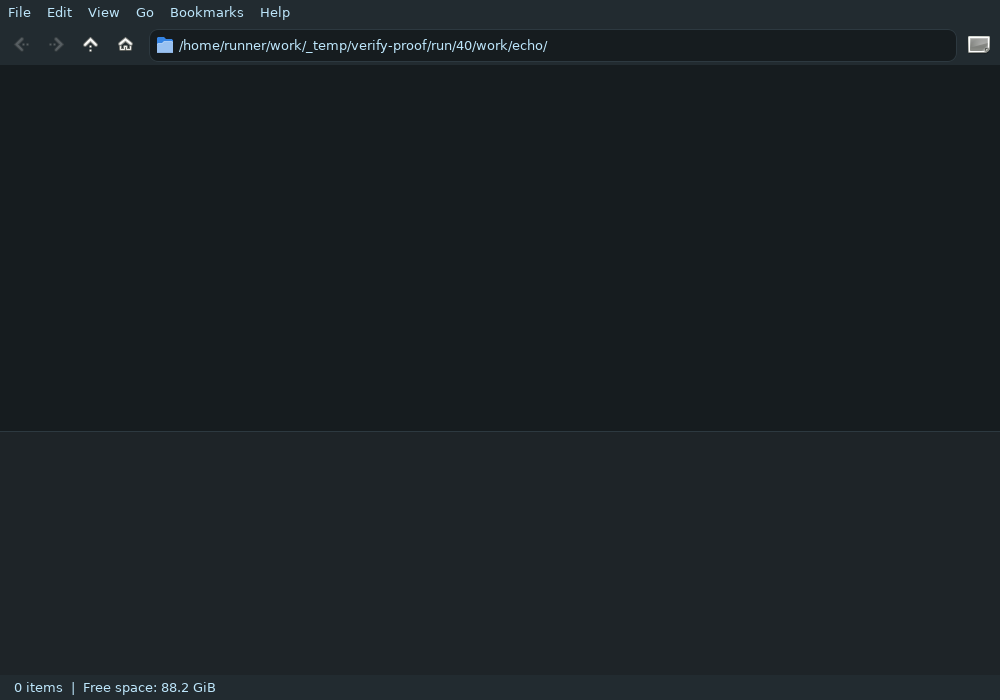 File Edit View Go Bookmarks Help
/home/runner/work/_temp/verify-proof/run/40/work/echo/
0 items | Free space: 88.2 GiB